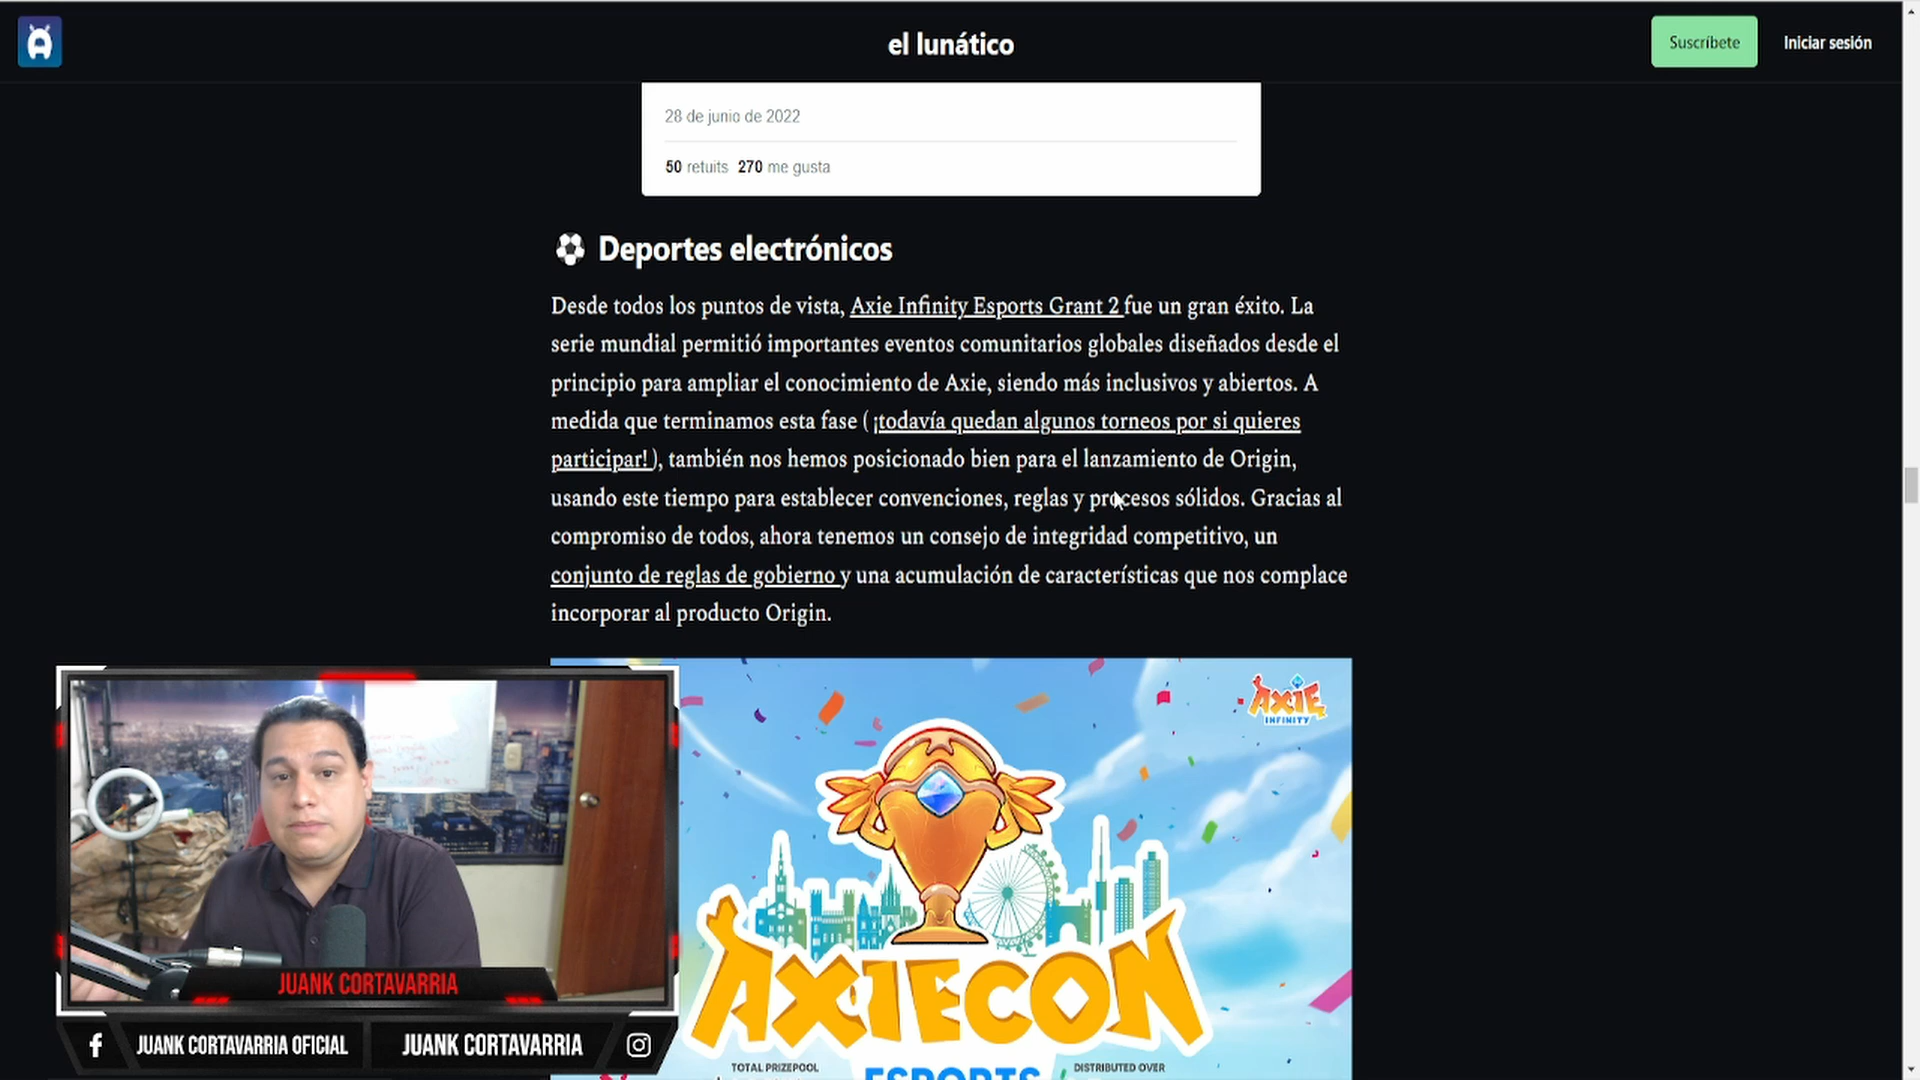 el lunático
Suscríbete
Iniciar sesión
28 de junio de 2022
50 retuits 270 me gusta
Deportes electrónicos
Desde todos los puntos de vista, Axie Infinity Esports Grant 2 fue un gran éxito. La
serie mundial permitió importantes eventos comunitarios globales diseñados desde el
principio para ampliar el conocimiento de Axie, siendo más inclusivos y abiertos. A
medida que terminamos esta fase ( ¡todavía quedan algunos torneos por si quieres
participar! ), también nos hemos posicionado bien para el lanzamiento de Origin,
usando este tiempo para establecer convenciones, reglas y procesos sólidos. Gracias al
compromiso de todos, ahora tenemos un consejo de integridad competitivo, un
conjunto de reglas de gobierno y una acumulación de características que nos complace
incorporar al producto Origin.
AXIE
INFINITY
AXIECON
TOTAL PRIZEPOOL
ESPORTS
DISTRIBUTED OVER
JUANK CORTAVARRIA
JUANK CORTAVARRIA OFICIAL
JUANK CORTAVARRIA